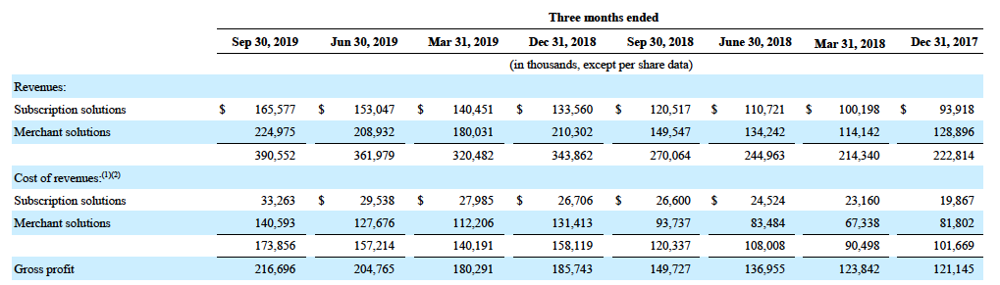 Three months ended
Sep 30, 2019 Jun 30, 2019 Mar 31, 2019 Dec 31, 2018 Sep 30, 2018 June 30, 2018 Mar 31, 2018 Dec 31, 2017
(in thousands, except per share data)
Revenues:
Subscription solutions $ 165,577 $ 153,047 $ 140,451 $ 133,560 $ 120,517 $ 110,721 $ 100,198 $ 93,918
Merchant solutions 224,975 208,932 180,031 210,302 149,547 134,242 114,142 128,896
390,552 361,979 320,482 343,862 270,064 244,963 214,340 222,814
Cost of revenues:(1)(2)
Subscription solutions 33,263 $ 29,538 $ 27,985 $ 26,706 $ 26,600 $ 24,524 23,160 19,867
Merchant solutions 140,593 127,676 112,206 131,413 93,737 83,484 67,338 81,802
173,856 157,214 140,191 158,119 120,337 108,008 90,498 101,669
Gross profit 216,696 204,765 180,291 185,743 149,727 136,955 123,842 121,145